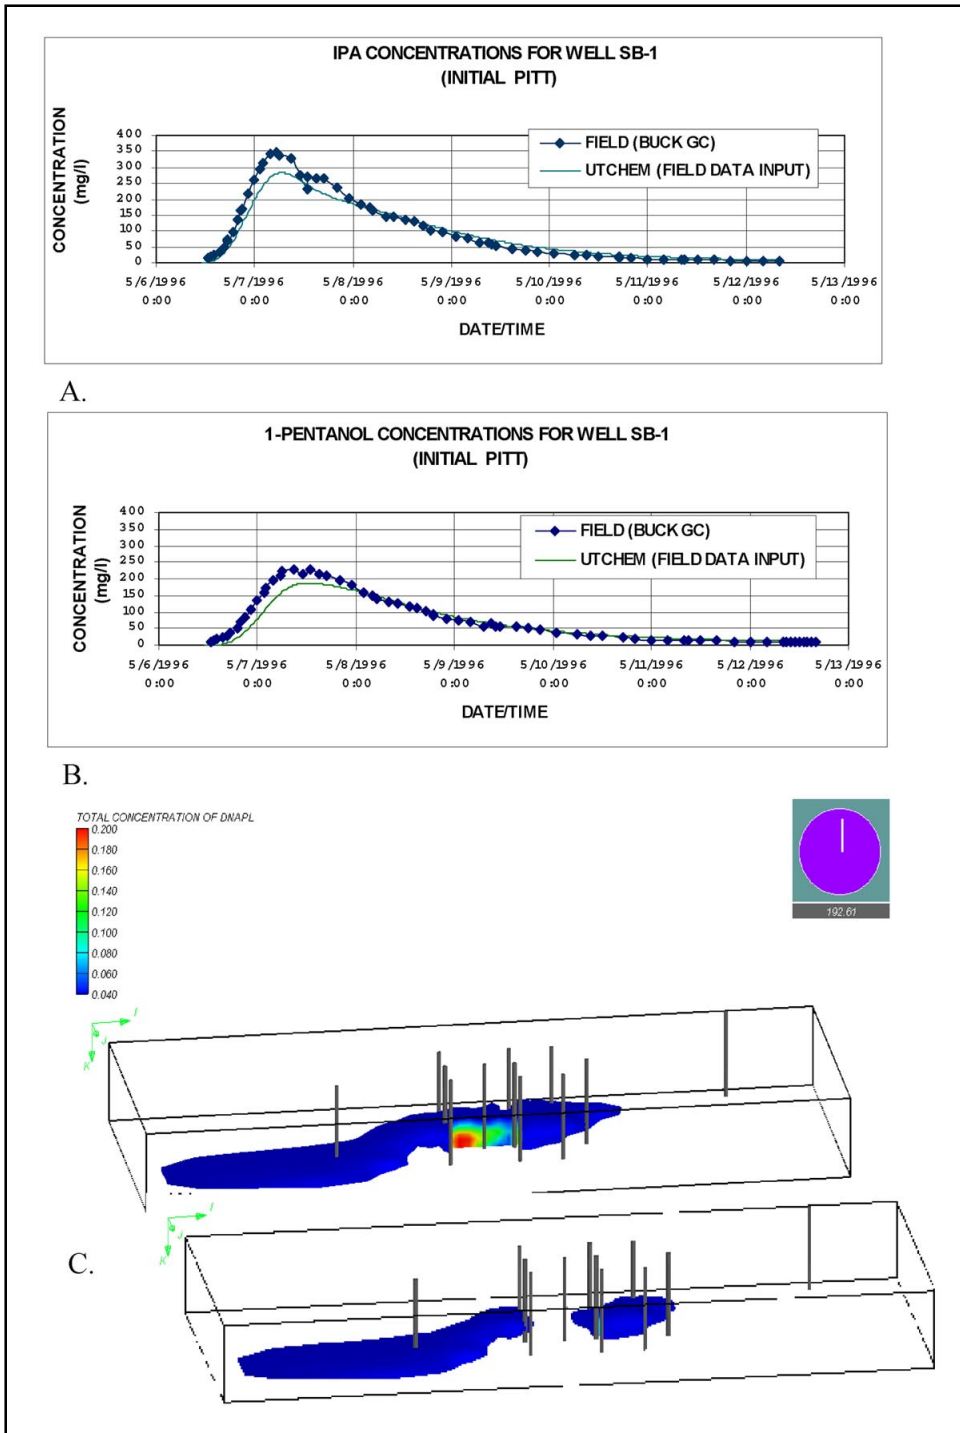 IPA CONCENTRATIONS FOR WELL SB-1
(INITIAL PITT)
CONCENTRATION
(mg/l)
400
350
300
250
200
150
100
50
0
FIELD (BUCK GC)
UTCHEM (FIELD DATA INPUT)
5/6/1996 5/7/1996 5/8/1996 5/9/1996 5/10/1996 5/11/1996 5/12/1996 5/13/1996
0:00 0:00 0:00 0:00 0:00 0:00 0:00 0:00
DATE/TIME
A.
1-PENTANOL CONCENTRATIONS FOR WELL SB-1
(INITIAL PITT)
CONCENTRATION
(mg/l)
400
350
300
250
200
150
100
50
0
FIELD (BUCK GC)
UTCHEM (FIELD DATA INPUT)
5/6/1996 5/7/1996 5/8/1996 5/9/1996 5/10/1996 5/11/1996 5/12/1996 5/13/1996
0:00 0:00 0:00 0:00 0:00 0:00 0:00 0:00
DATE/TIME
B.
TOTAL CONCENTRATION OF DNAPL
0.200
0.180
0.160
0.140
0.120
0.100
0.080
0.060
0.040
192.61
I
J
K
I
J
K
C.